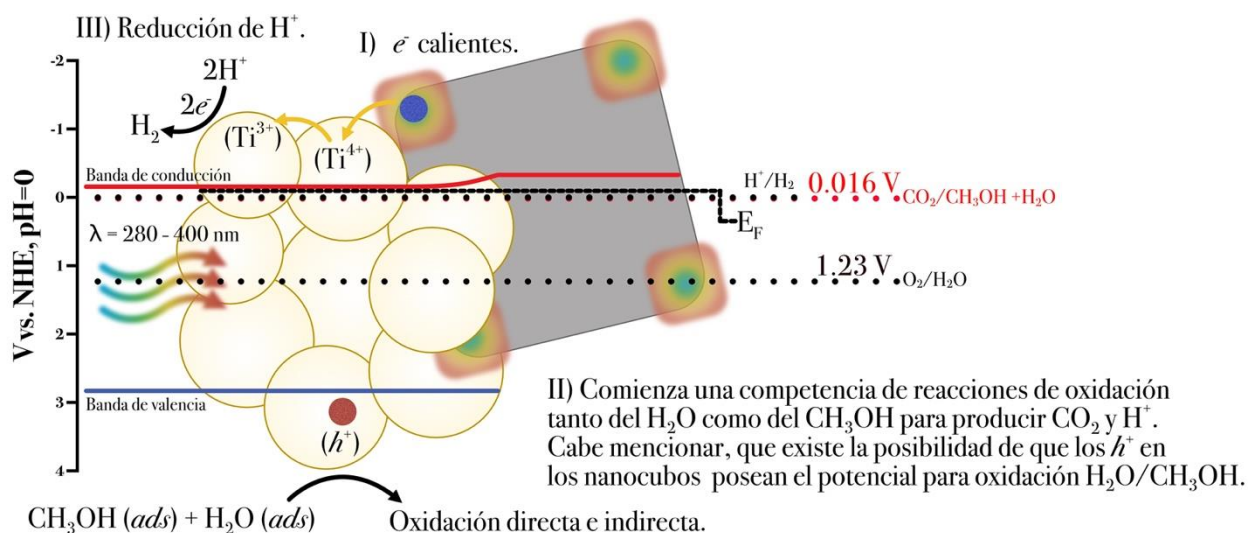 III) Reducción de H⁺.
I) e⁻ calientes.
V vs. NHE, pH=0
-2
-1
0
1
2
3
4
2H⁺
2e⁻
H₂
(Ti³⁺)
(Ti⁴⁺)
Banda de conducción
H⁺/H₂
0.016 V CO₂/CH₃OH +H₂O
E_F
λ = 280 - 400 nm
1.23 V O₂/H₂O
Banda de valencia
(h⁺)
II) Comienza una competencia de reacciones de oxidación
tanto del H₂O como del CH₃OH para producir CO₂ y H⁺.
Cabe mencionar, que existe la posibilidad de que los h⁺ en
los nanocubos posean el potencial para oxidación H₂O/CH₃OH.
CH₃OH (ads) + H₂O (ads)
Oxidación directa e indirecta.